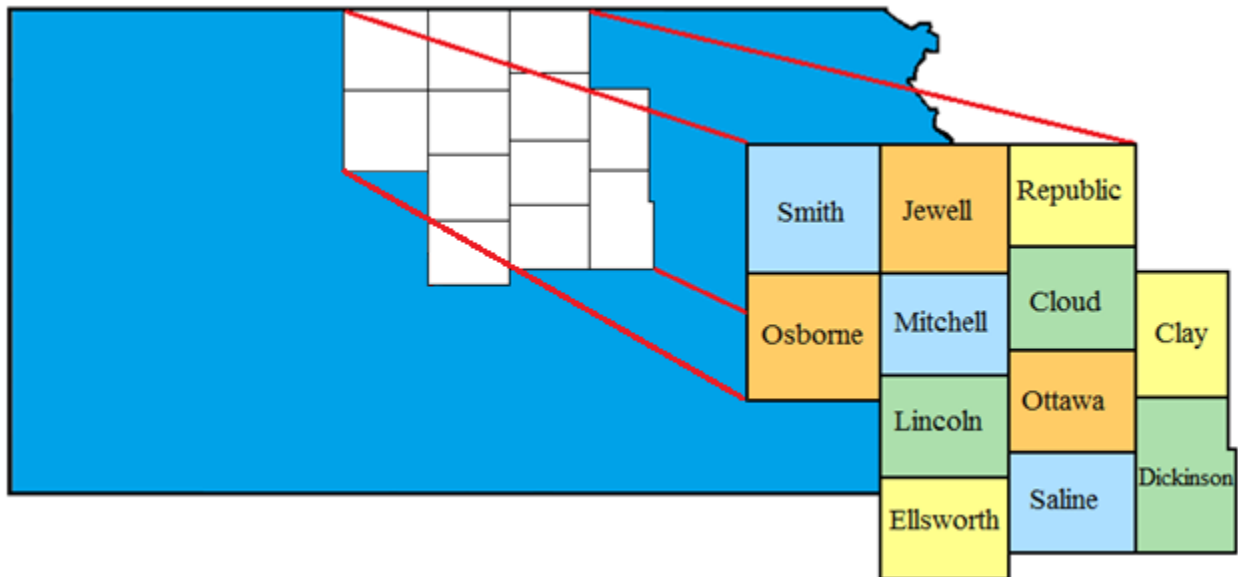 Smith
Jewell
Republic
Osborne
Mitchell
Cloud
Clay
Lincoln
Ottawa
Dickinson
Ellsworth
Saline